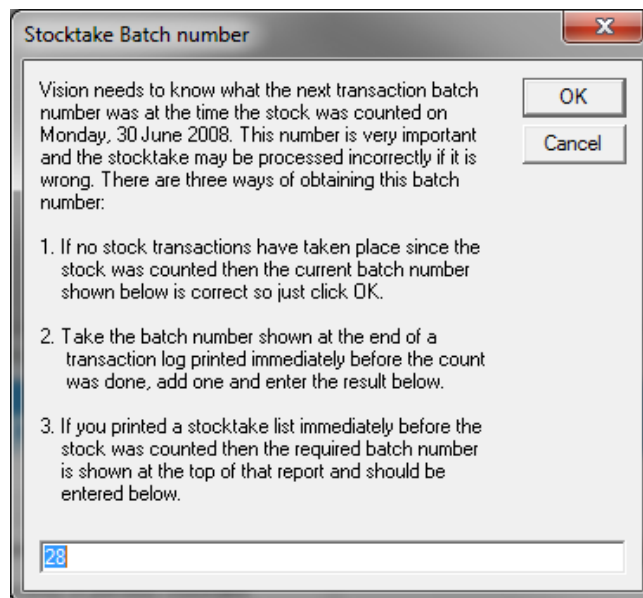 Stocktake Batch number
X
Vision needs to know what the next transaction batch
number was at the time the stock was counted on
Monday, 30 June 2008. This number is very important
and the stocktake may be processed incorrectly if it is
wrong. There are three ways of obtaining this batch
number:
OK
Cancel
1. If no stock transactions have taken place since the
stock was counted then the current batch number
shown below is correct so just click OK.
2. Take the batch number shown at the end of a
transaction log printed immediately before the count
was done, add one and enter the result below.
3. If you printed a stocktake list immediately before the
stock was counted then the required batch number
is shown at the top of that report and should be
entered below.
28